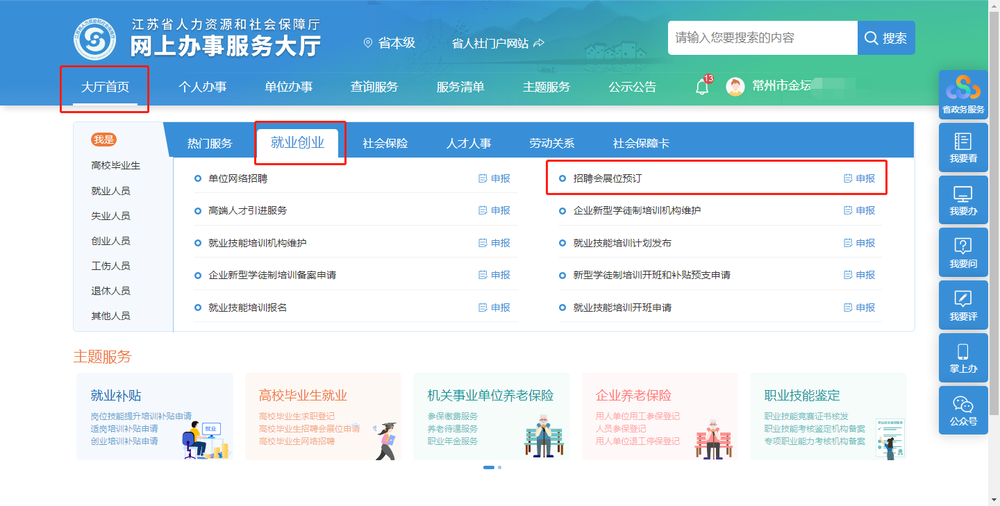 江苏省人力资源和社会保障厅
网上办事服务大厅
省本级
省人社门户网站
请输入您要搜索的内容
搜索
大厅首页
个人办事
单位办事
查询服务
服务清单
主题服务
公示公告
13
常州市金坛
省政务服务
我要看
我要办
我要问
我要评
掌上办
公众号
我是
高校毕业生
就业人员
失业人员
创业人员
工伤人员
退休人员
其他人员
热门服务
就业创业
社会保险
人才人事
劳动关系
社会保障卡
单位网络招聘 申报
招聘会展位预订 申报
高端人才引进服务 申报
企业新型学徒制培训机构维护 申报
就业技能培训机构维护 申报
就业技能培训计划发布 申报
企业新型学徒制培训备案申请 申报
新型学徒制培训开班和补贴预支申请 申报
就业技能培训报名 申报
就业技能培训开班申请 申报
主题服务
就业补贴
岗位技能提升培训补贴申请
适岗培训补贴申请
创业培训补贴申请
就业
高校毕业生就业
高校毕业生求职登记
高校毕业生招聘会展位申请
高校毕业生网络招聘
机关事业单位养老保险
参保缴费服务
养老待遇服务
职业年金服务
企业养老保险
用人单位用工参保登记
人员参保登记
用人单位退工停保登记
职业技能鉴定
职业技能竞赛证书核发
职业技能考核鉴定机构备案
专项职业能力考核机构备案